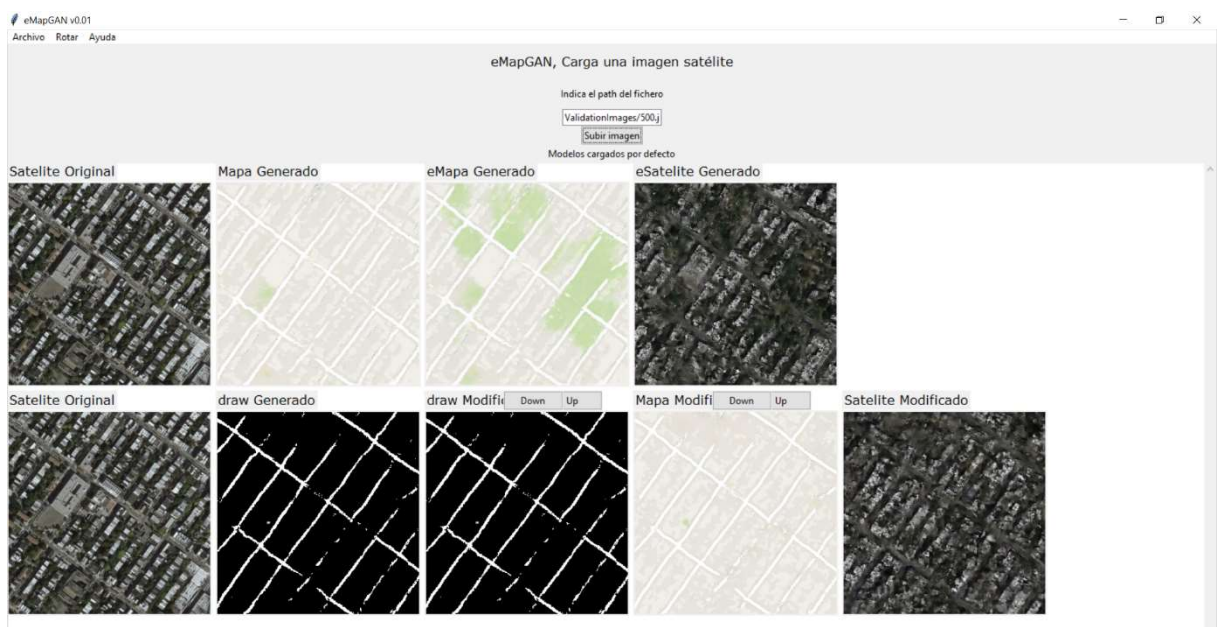 eMapGAN v0.01
Archivo Rotar Ayuda
eMapGAN, Carga una imagen satélite
Indica el path del fichero
ValidationImages/500.j
Subir imagen
Modelos cargados por defecto
Satelite Original Mapa Generado eMapa Generado eSatelite Generado
Satelite Original draw Generado draw Modifi Down Up Mapa Modifi Down Up Satelite Modificado